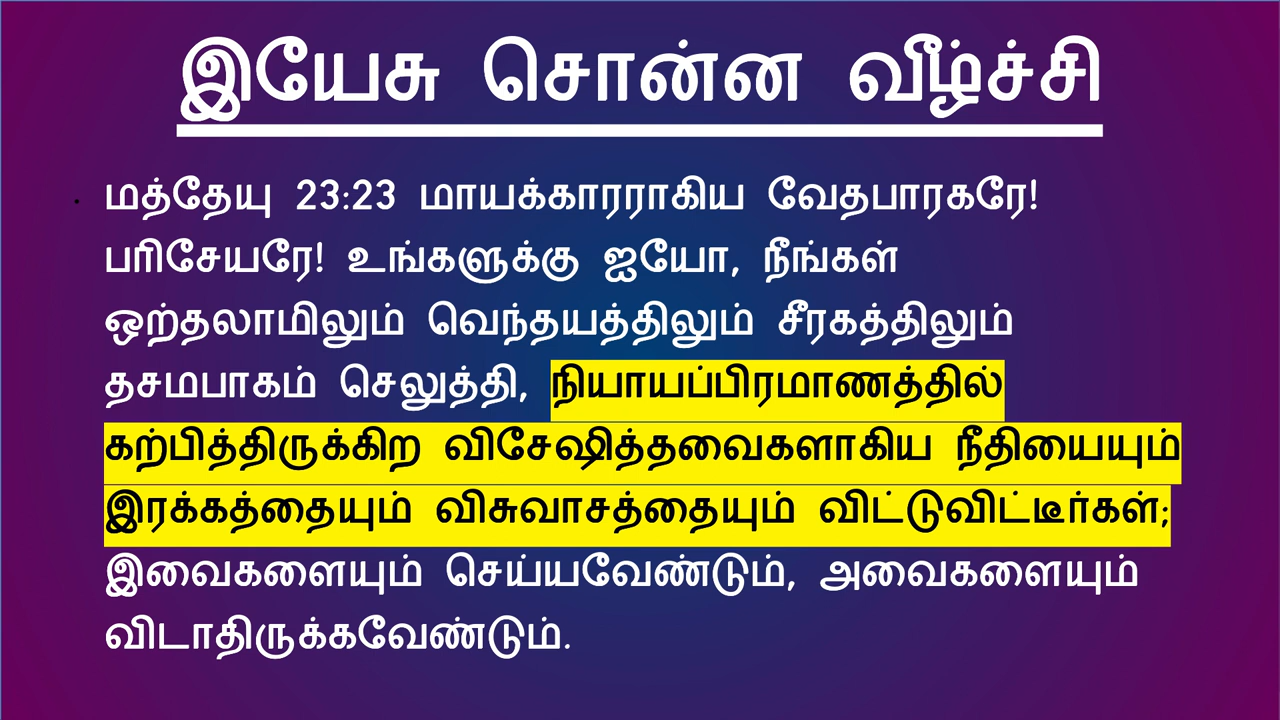 இயேசு சொன்ன வீழ்ச்சி
• மத்தேயு 23:23 மாயக்காரராகிய வேதபாரகரே!
பரிசேயரே! உங்களுக்கு ஐயோ, நீங்கள்
ஒற்தலாமிலும் வெந்தயத்திலும் சீரகத்திலும்
தசமபாகம் செலுத்தி, நியாயப்பிரமாணத்தில்
கற்பித்திருக்கிற விசேஷித்தவைகளாகிய நீதியையும்
இரக்கத்தையும் விசுவாசத்தையும் விட்டுவிட்டீர்கள்;
இவைகளையும் செய்யவேண்டும், அவைகளையும்
விடாதிருக்கவேண்டும்.